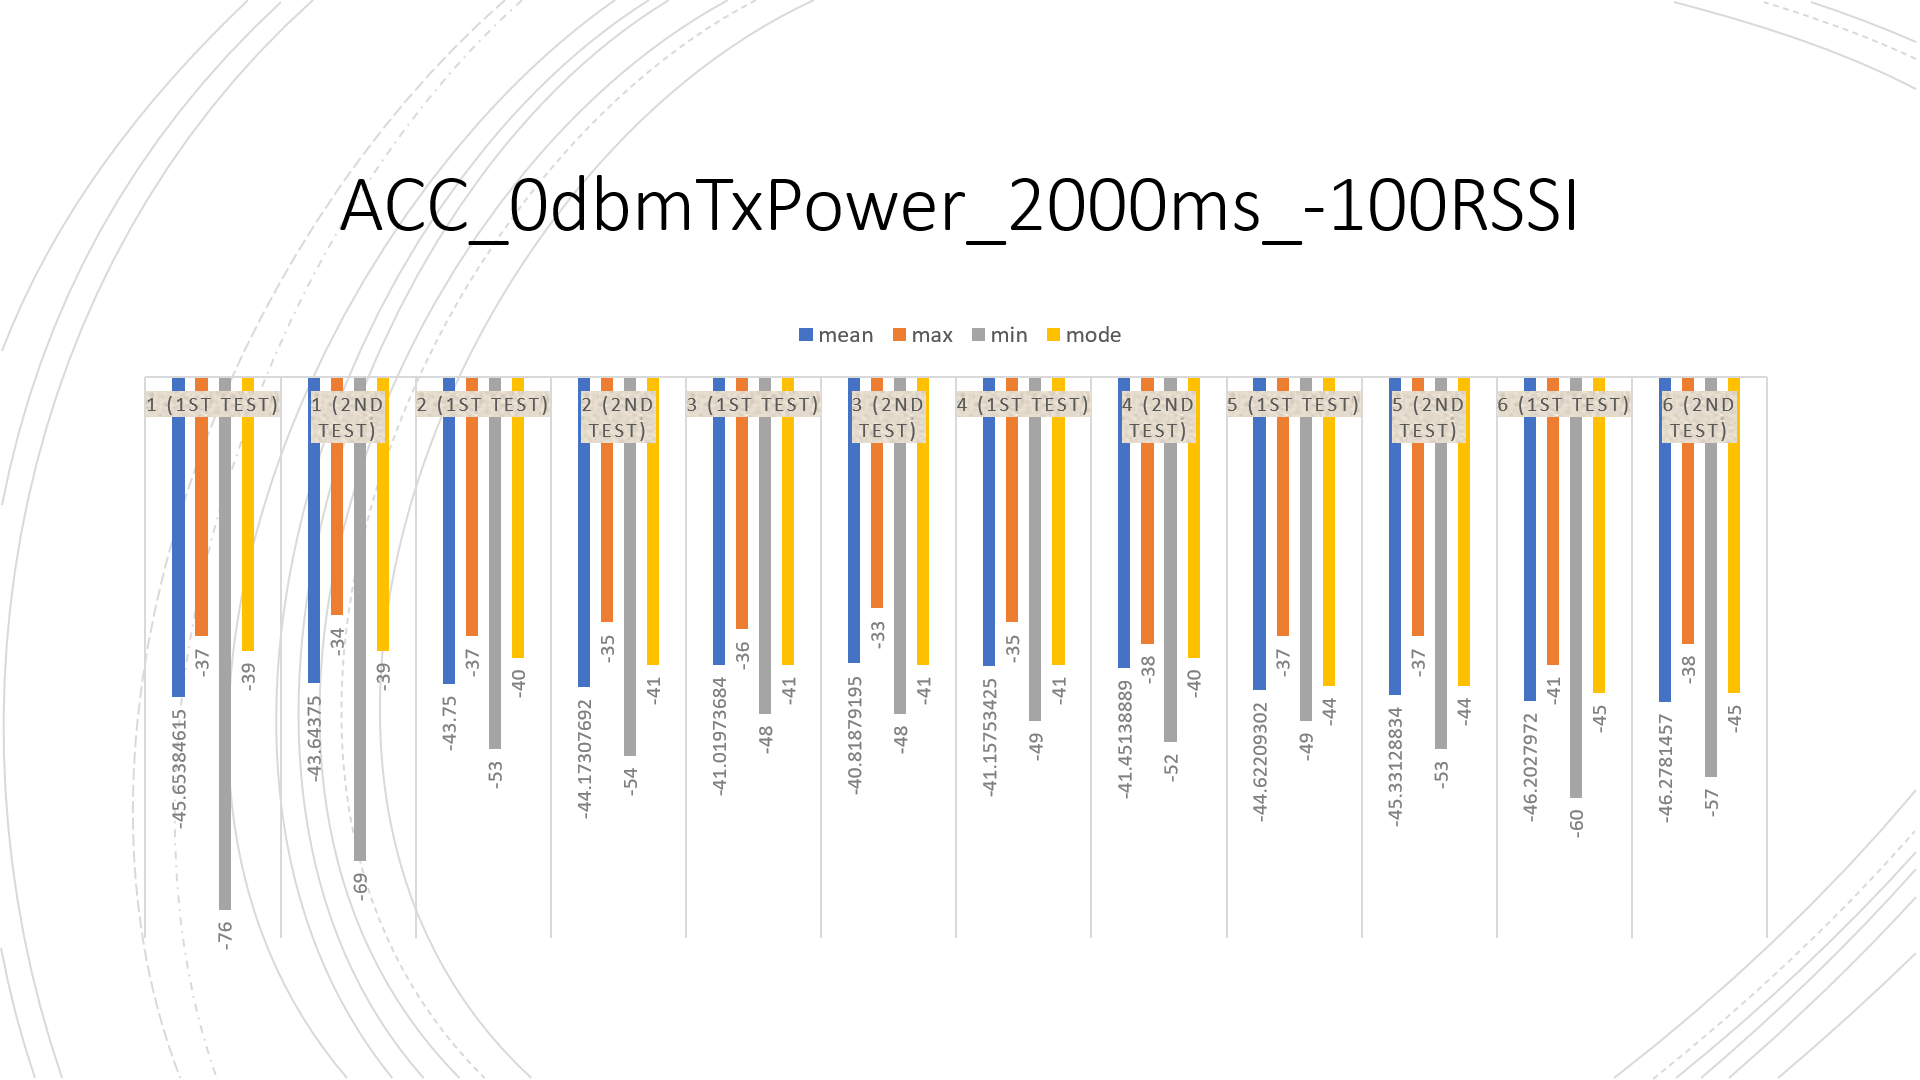 ACC_0dbmTxPower_2000ms_-100RSSI
mean max min mode
1 (1ST TEST)
1 (2ND
TEST)
2 (1ST TEST)
2 (2ND
TEST)
3 (1ST TEST)
3 (2ND
TEST)
4 (1ST TEST)
4 (2ND
TEST)
5 (1ST TEST)
5 (2ND
TEST)
6 (1ST TEST)
6 (2ND
TEST)
-45.65384615
-37
-76
-39
-43.64375
-34
-69
-39
-43.75
-37
-53
-40
-44.17307692
-35
-54
-41
-41.01973684
-36
-48
-41
-40.81879195
-33
-48
-41
-41.15753425
-35
-49
-41
-41.45138889
-38
-52
-40
-44.62209302
-37
-49
-44
-45.33128834
-37
-53
-44
-46.2027972
-41
-60
-45
-46.2781457
-38
-57
-45